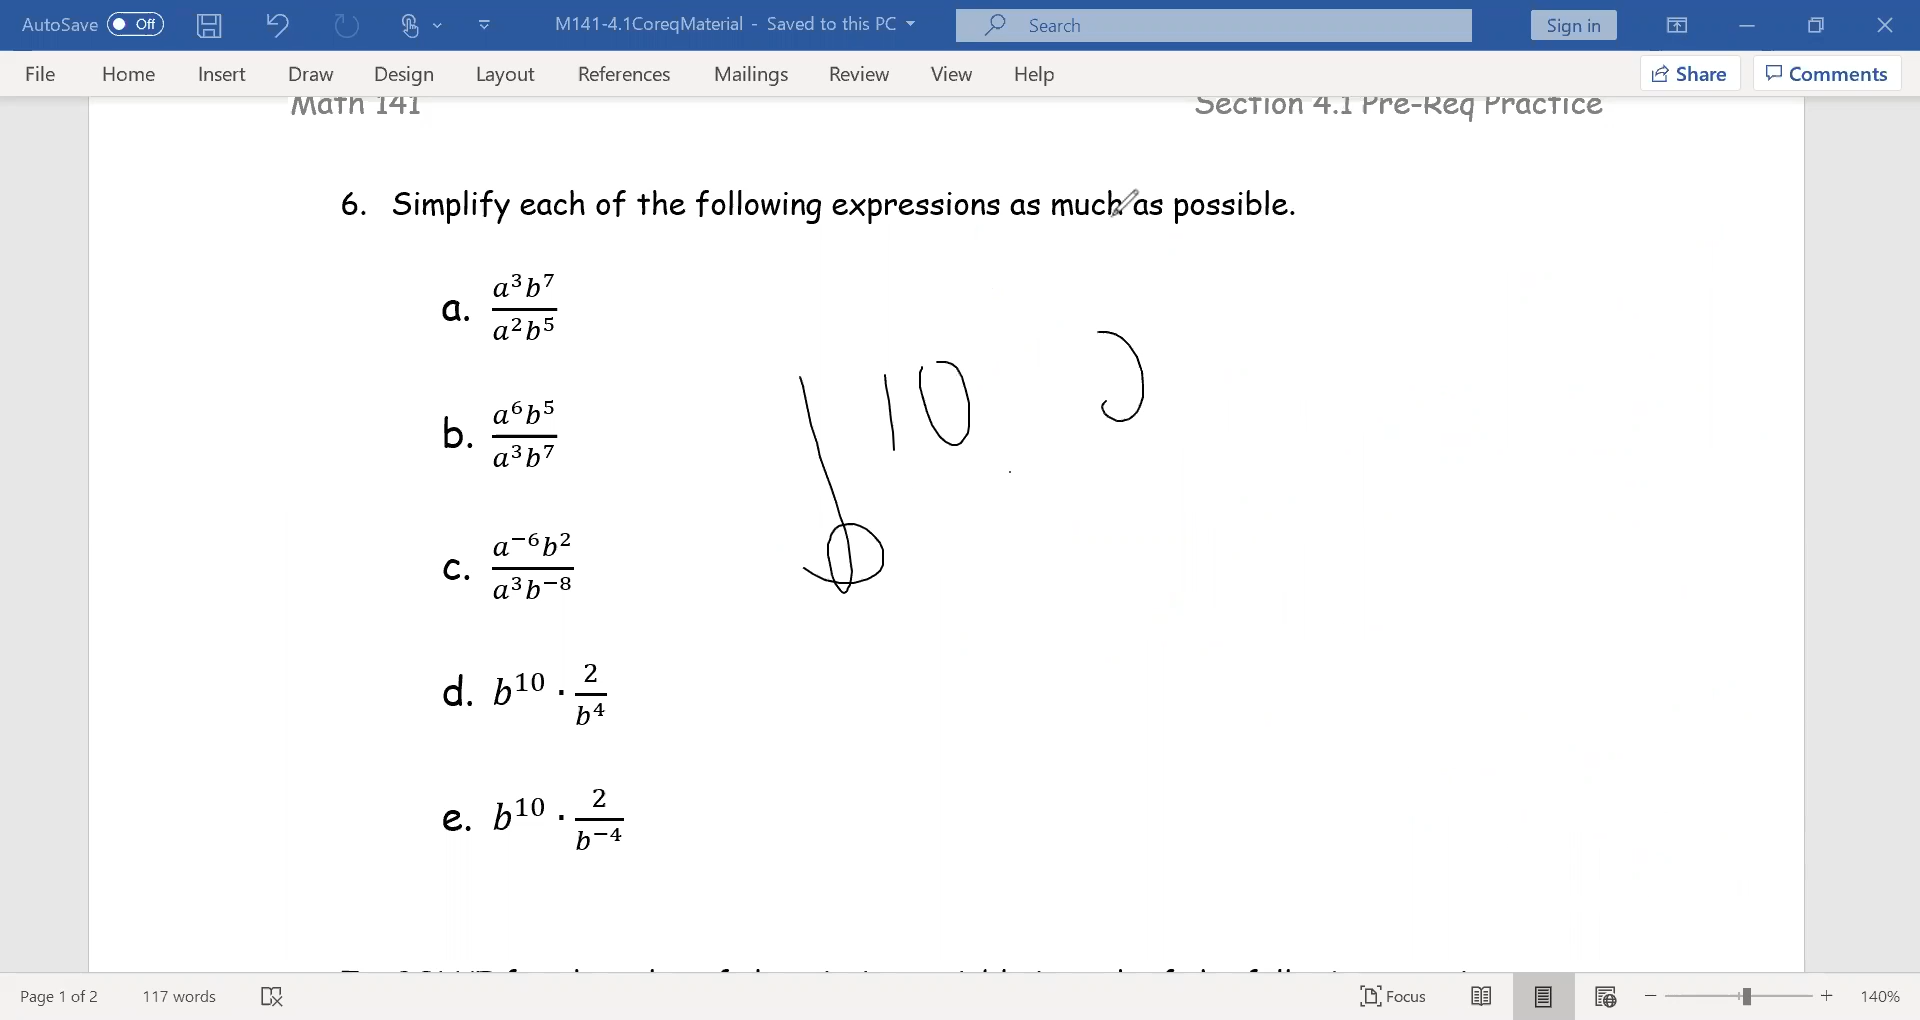 AutoSave Off M141-4.1CoreqMaterial - Saved to this PC Search Sign in
File Home Insert Draw Design Layout References Mailings Review View Help Share Comments
Math 141 Section 4.1 Pre-Req Practice
6. Simplify each of the following expressions as much as possible.
a. a³b⁷ / a²b⁵
b. a⁶b⁵ / a³b⁷
c. a⁻⁶b² / a³b⁻⁸
b 10
d. b¹⁰ · 2 / b⁴
e. b¹⁰ · 2 / b⁻⁴
Page 1 of 2 117 words Focus 140%